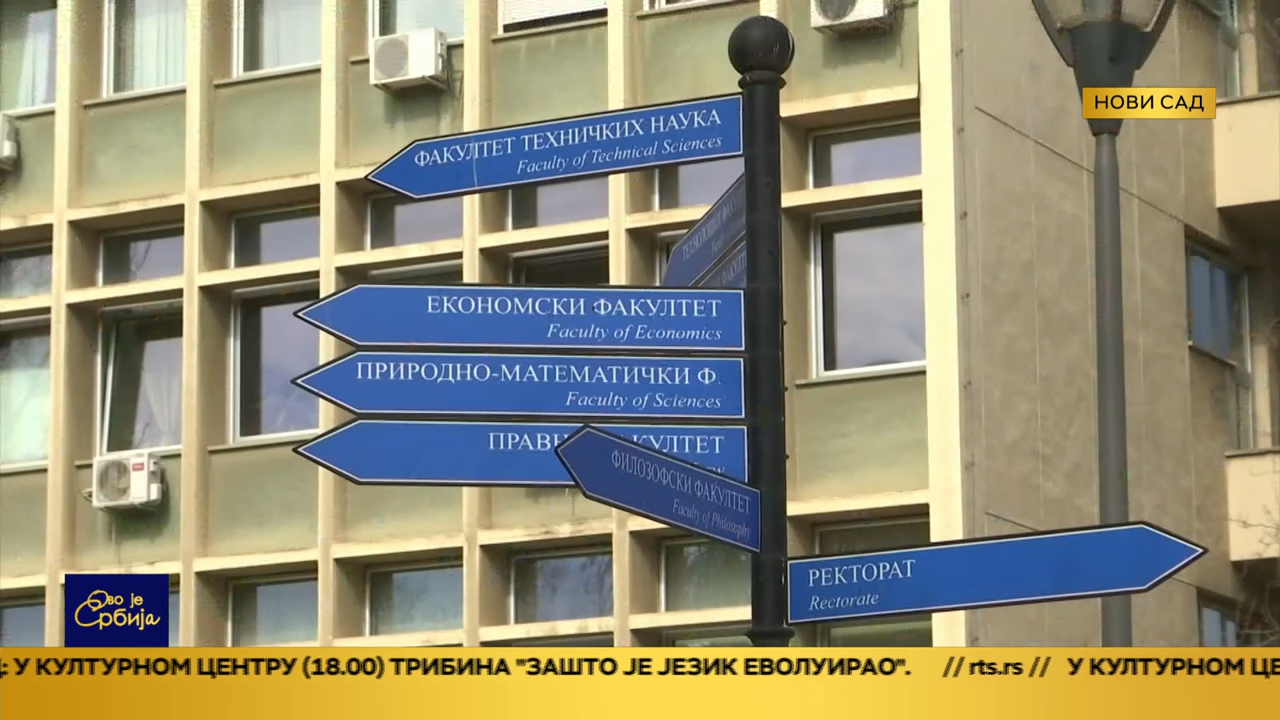 НОВИ САД
ФАКУЛТЕТ ТЕХНИЧКИХ НАУКА
Faculty of Technical Sciences
ЕКОНОМСКИ ФАКУЛТЕТ
Faculty of Economics
ПРИРОДНО-МАТЕМАТИЧКИ Ф.
Faculty of Sciences
ФИЛОЗОФСКИ ФАКУЛТЕТ
Faculty of Philosophy
РЕКТОРАТ
Rectorate
Ово је
Србија
У КУЛТУРНОМ ЦЕНТРУ (18.00) ТРИБИНА "ЗАШТО ЈЕ ЈЕЗИК ЕВОЛУИРАО". // rts.rs // У КУЛТУРНОМ ЦЕ